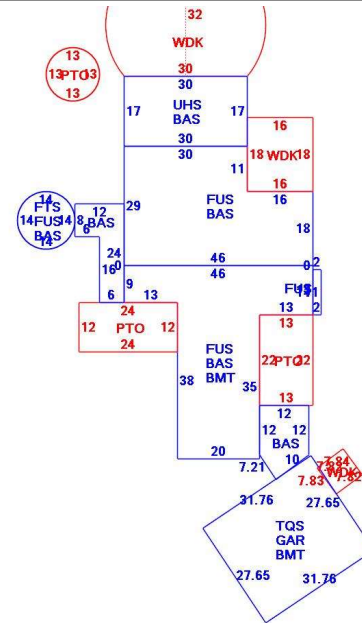 32
WDK
30
13
13 PTO 13
13
30
17 UHS 17
BAS
30
30
16
18 WDK 18
16
11
16
14
FTS
14 FUS 14
BAS
14
8 12
BAS
6
29
FUS
BAS
18
24
16
0
46
46
0
2
FUS
11
2
9
6
13
24
12 PTO 12
24
13
13
22 PTO 22
13
FUS
BAS
BMT
38
35
20
12
12 12
BAS
10
7.21
7.84
WDK
7.82
7.83
31.76
27.65
TQS
GAR
BMT
27.65
31.76